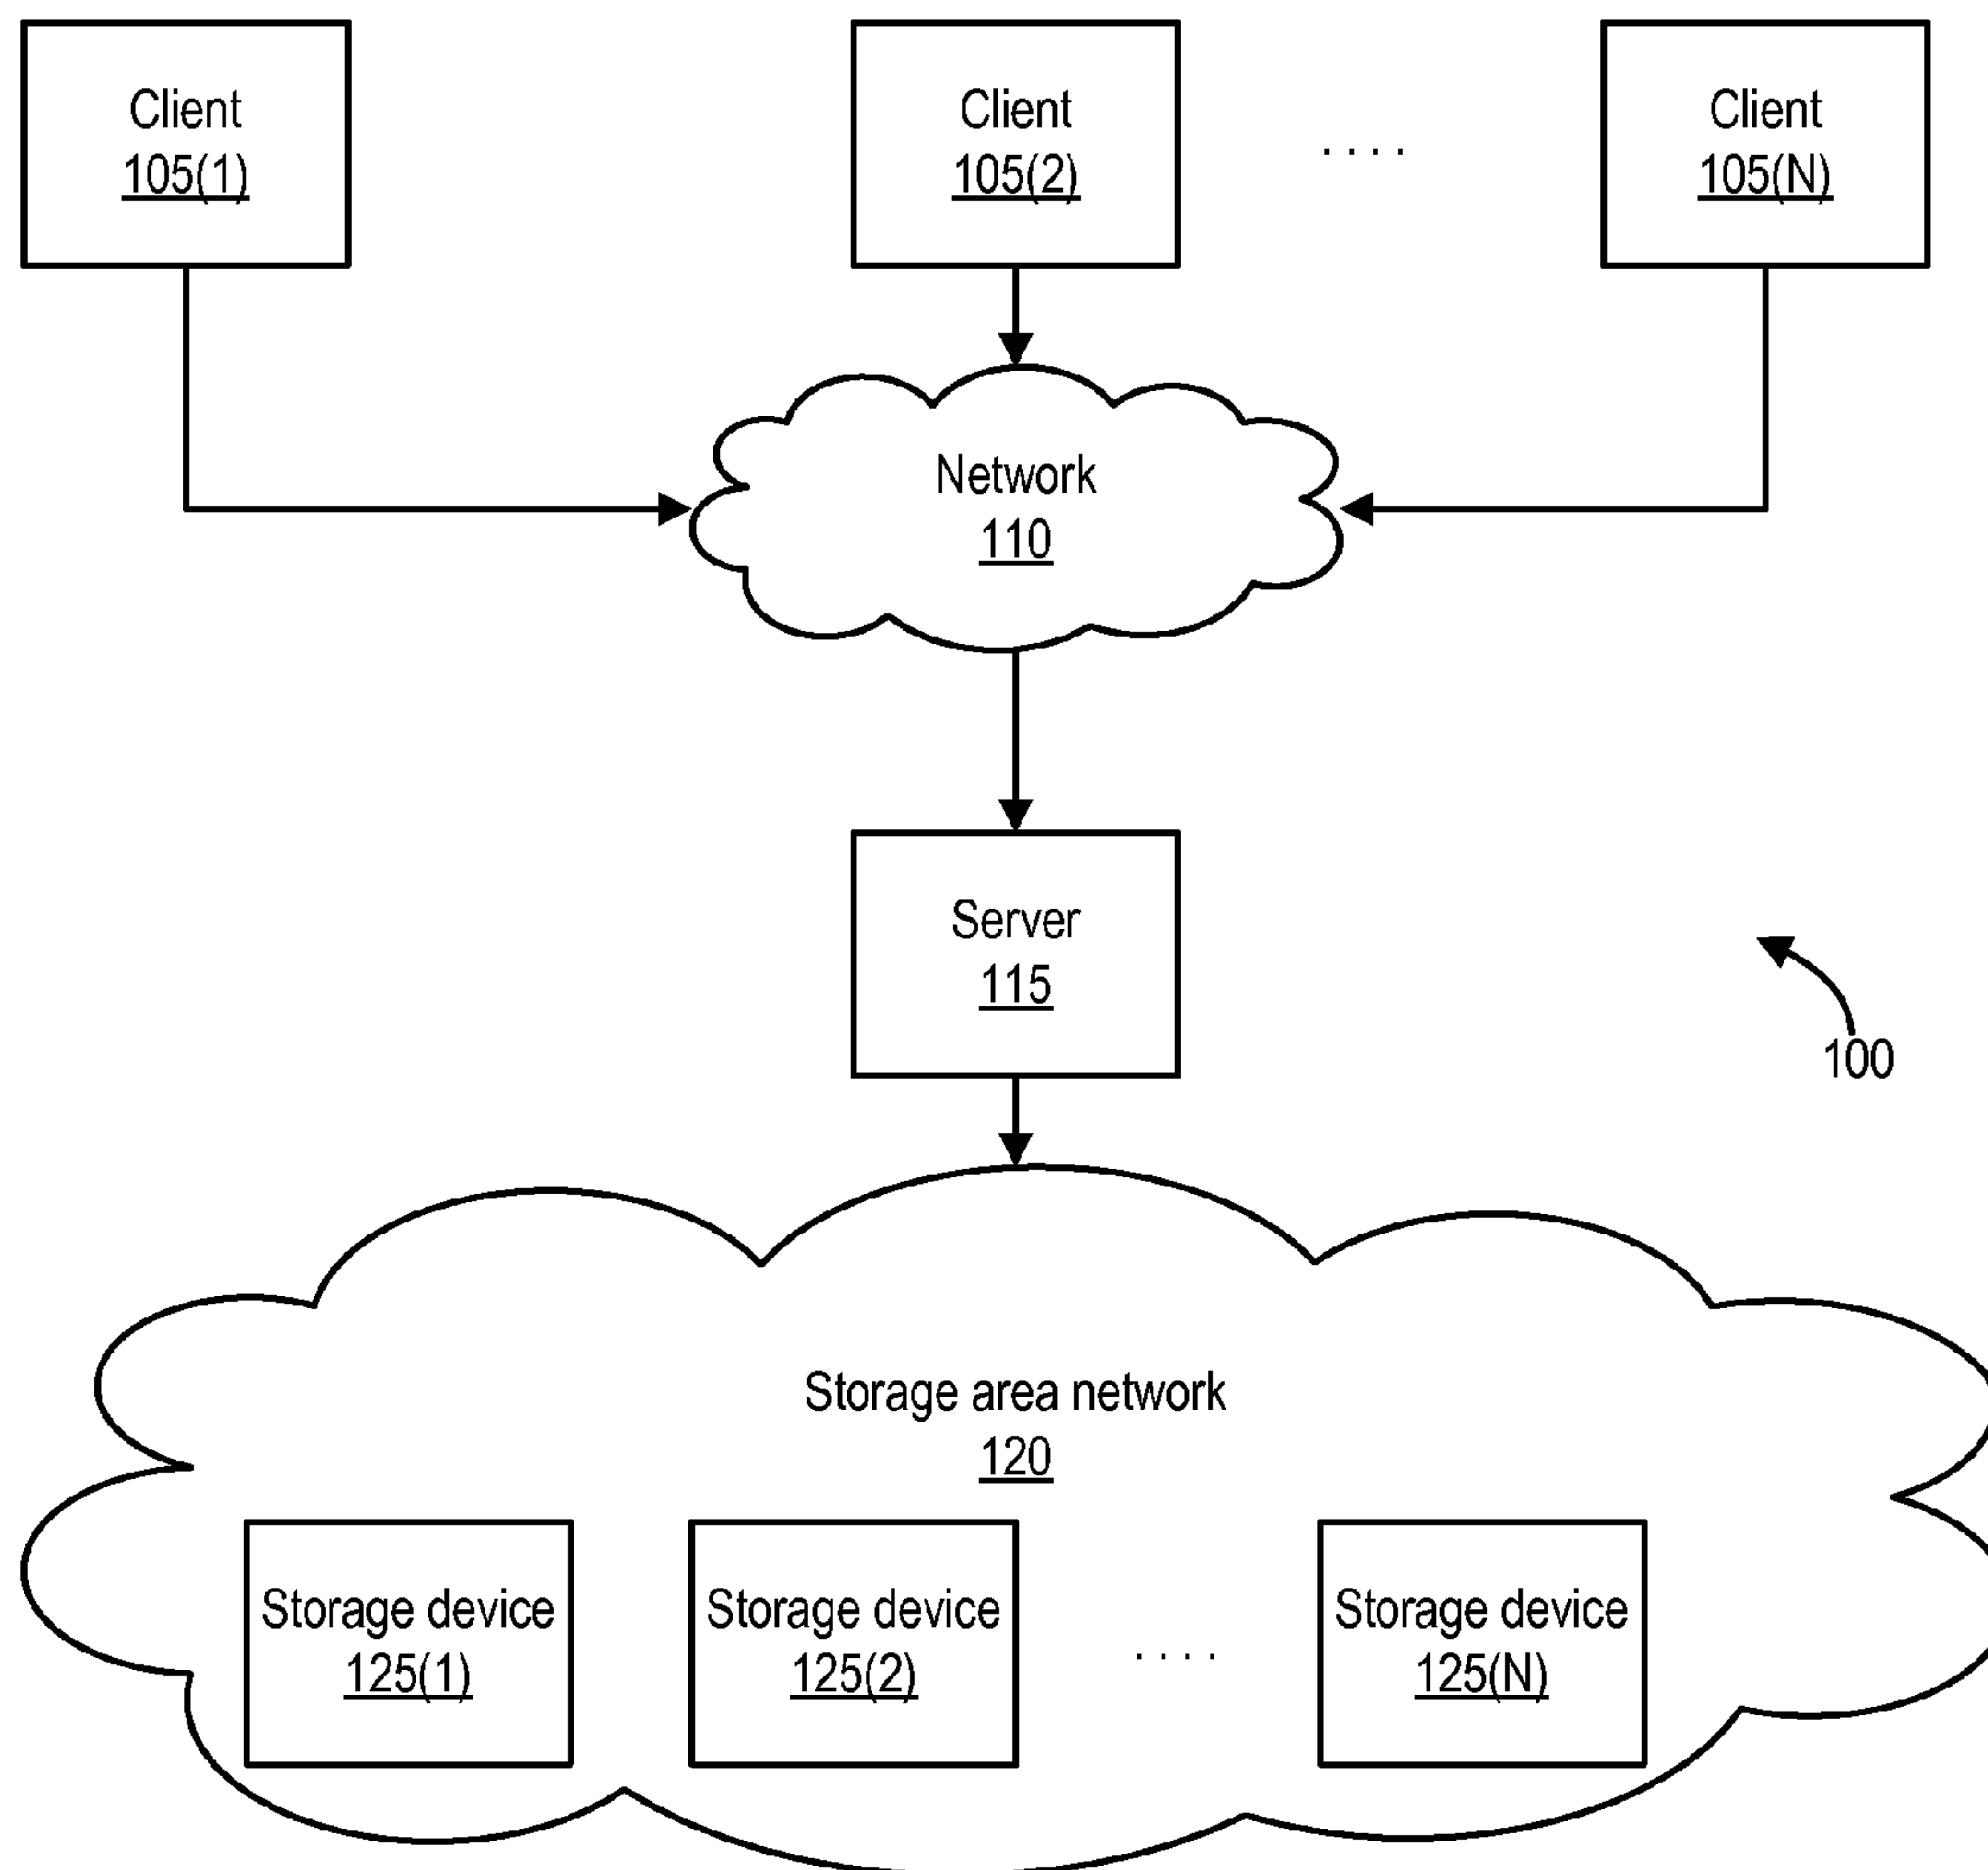 Client
105(1)
Client
105(2)
. . . .
Client
105(N)
Network
110
Server
115
100
Storage area network
120
Storage device
125(1)
Storage device
125(2)
. . . .
Storage device
125(N)